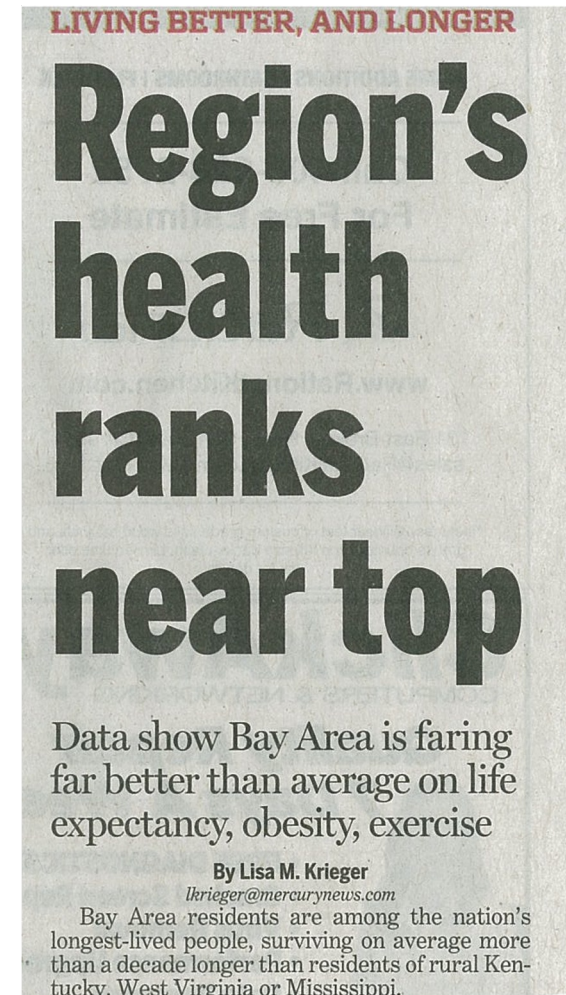 LIVING BETTER, AND LONGER
Region's
health
ranks
near top
Data show Bay Area is faring
far better than average on life
expectancy, obesity, exercise
By Lisa M. Krieger
lkrieger@mercurynews.com
Bay Area residents are among the nation's
longest-lived people, surviving on average more
than a decade longer than residents of rural Ken-
tucky, West Virginia or Mississippi,